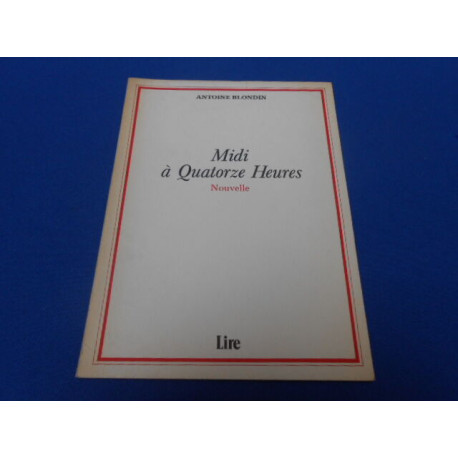 ANTOINE BLONDIN
Midi
à Quatorze Heures
Nouvelle
Lire